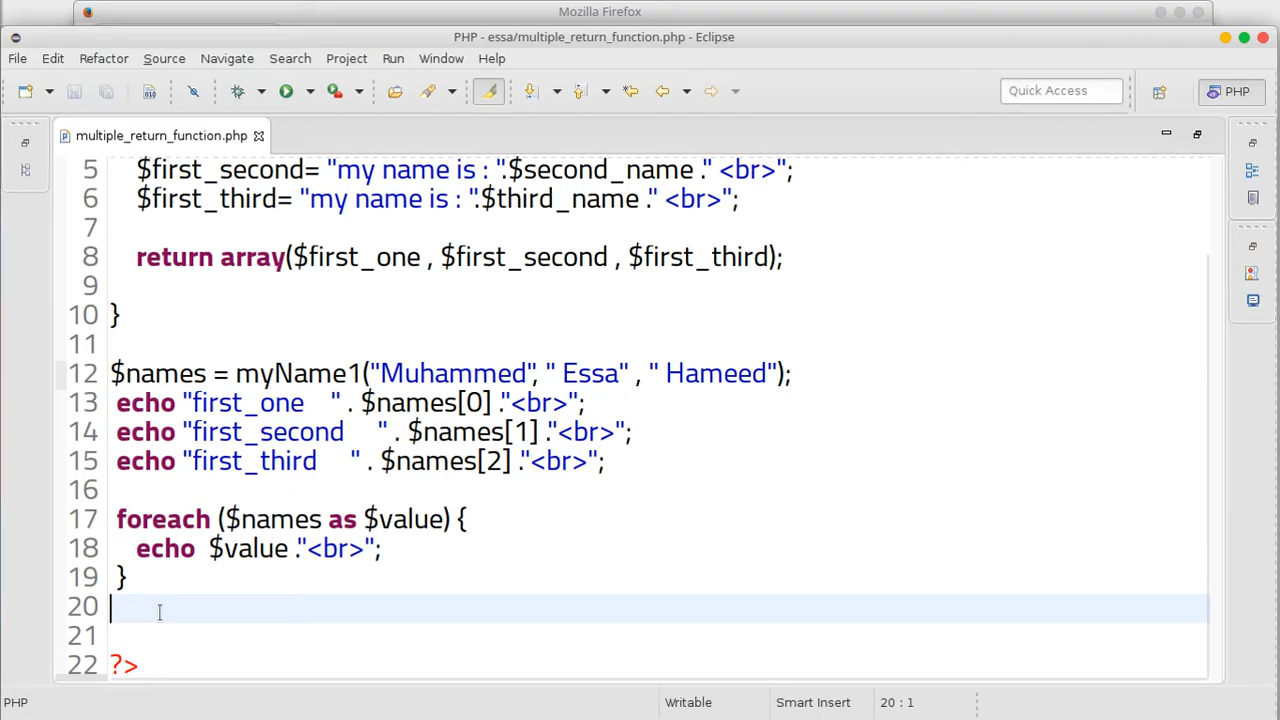 Mozilla Firefox
PHP - essa/multiple_return_function.php - Eclipse
File Edit Refactor Source Navigate Search Project Run Window Help
010 Quick Access PHP
multiple_return_function.php
5 $first_second= "my name is : ".$second_name ." <br>";
6 $first_third= "my name is : ".$third_name ." <br>";
7
8 return array($first_one , $first_second , $first_third);
9
10 }
11
12 $names = myName1("Muhammed", " Essa" , " Hameed");
13 echo "first_one    " . $names[0] ."<br>";
14 echo "first_second     " . $names[1] ."<br>";
15 echo "first_third     " . $names[2] ."<br>";
16
17 foreach ($names as $value) {
18 echo  $value ."<br>";
19 }
20
21
22 ?>
PHP Writable Smart Insert 20 : 1